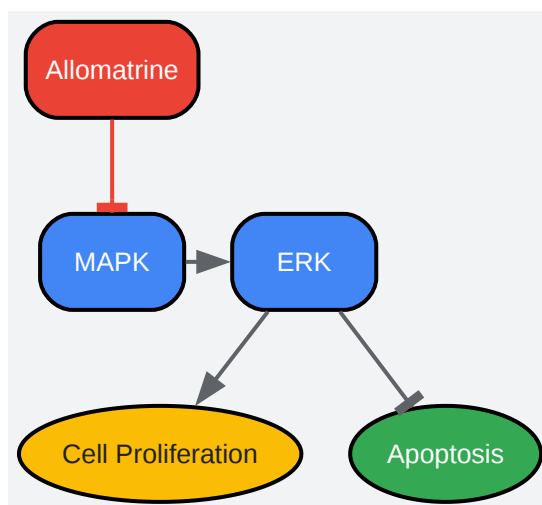 Allomatrine
MAPK
ERK
Cell Proliferation
Apoptosis